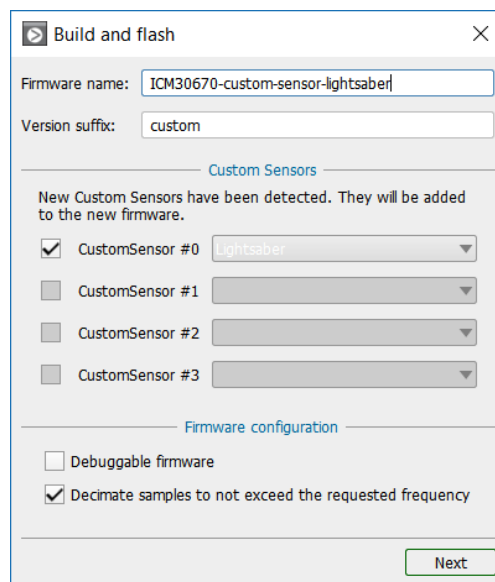 Build and flash
Firmware name: ICM30670-custom-sensor-lightsaber
Version suffix: custom
Custom Sensors
New Custom Sensors have been detected. They will be added
to the new firmware.
CustomSensor #0 Lightsaber
CustomSensor #1
CustomSensor #2
CustomSensor #3
Firmware configuration
Debuggable firmware
Decimate samples to not exceed the requested frequency
Next